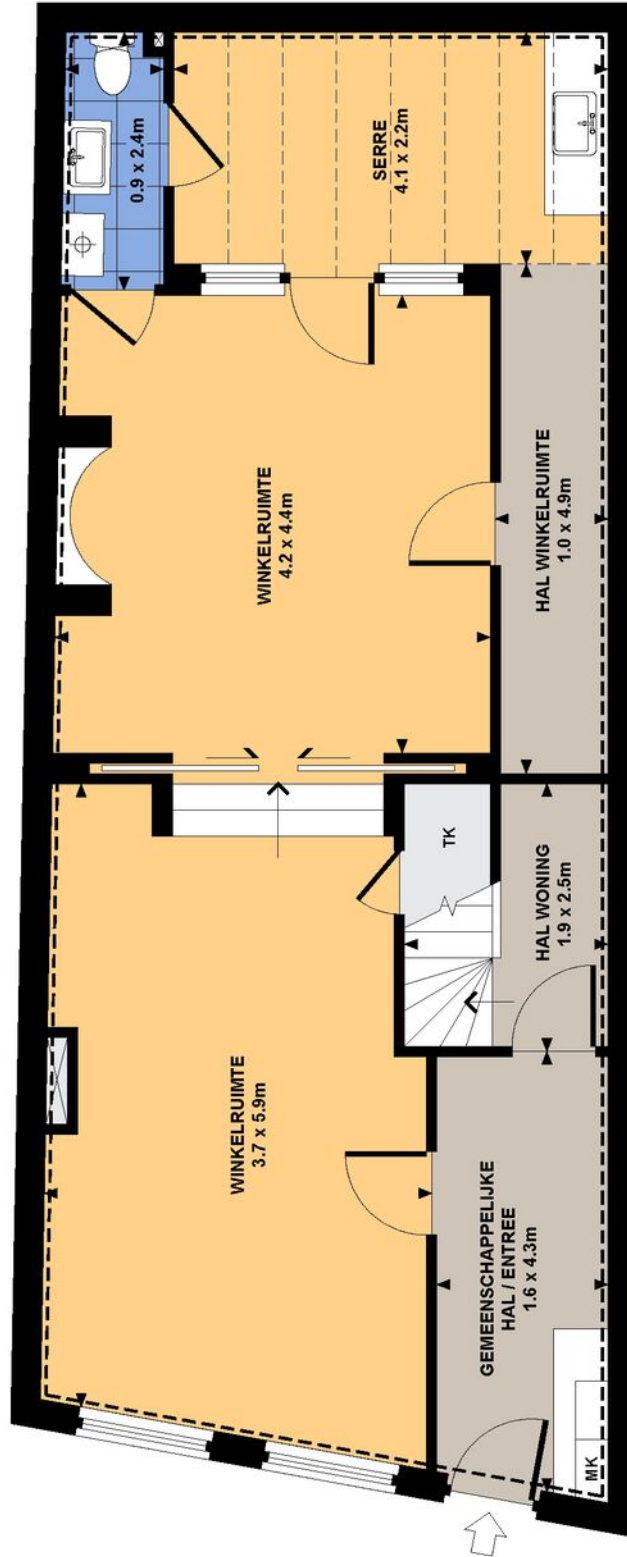 0.9 x 2.4m
SERRE
4.1 x 2.2m
WINKELRUIMTE
4.2 x 4.4m
HAL WINKELRUIMTE
1.0 x 4.9m
TK
HAL WONING
1.9 x 2.5m
WINKELRUIMTE
3.7 x 5.9m
GEMEENSCHAPPELIJKE
HAL / ENTREE
1.6 x 4.3m
MK